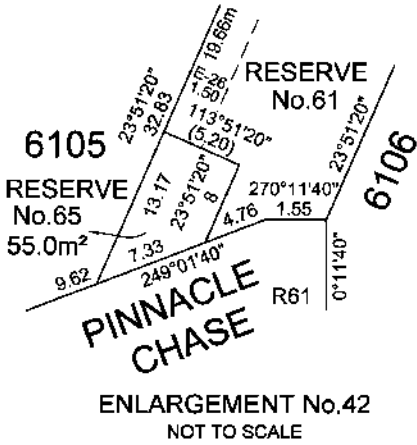 19.66m
E-26
1.50
RESERVE
No.61
23°51'20"
32.83
113°51'20"
(5.20)
6105
23°51'20"
6106
RESERVE
No.65
55.0m²
13.17
23°51'20"
8
270°11'40"
4.76
1.55
9.62
7.33
249°01'40"
0°11'40"
R61
PINNACLE
CHASE
ENLARGEMENT No.42
NOT TO SCALE